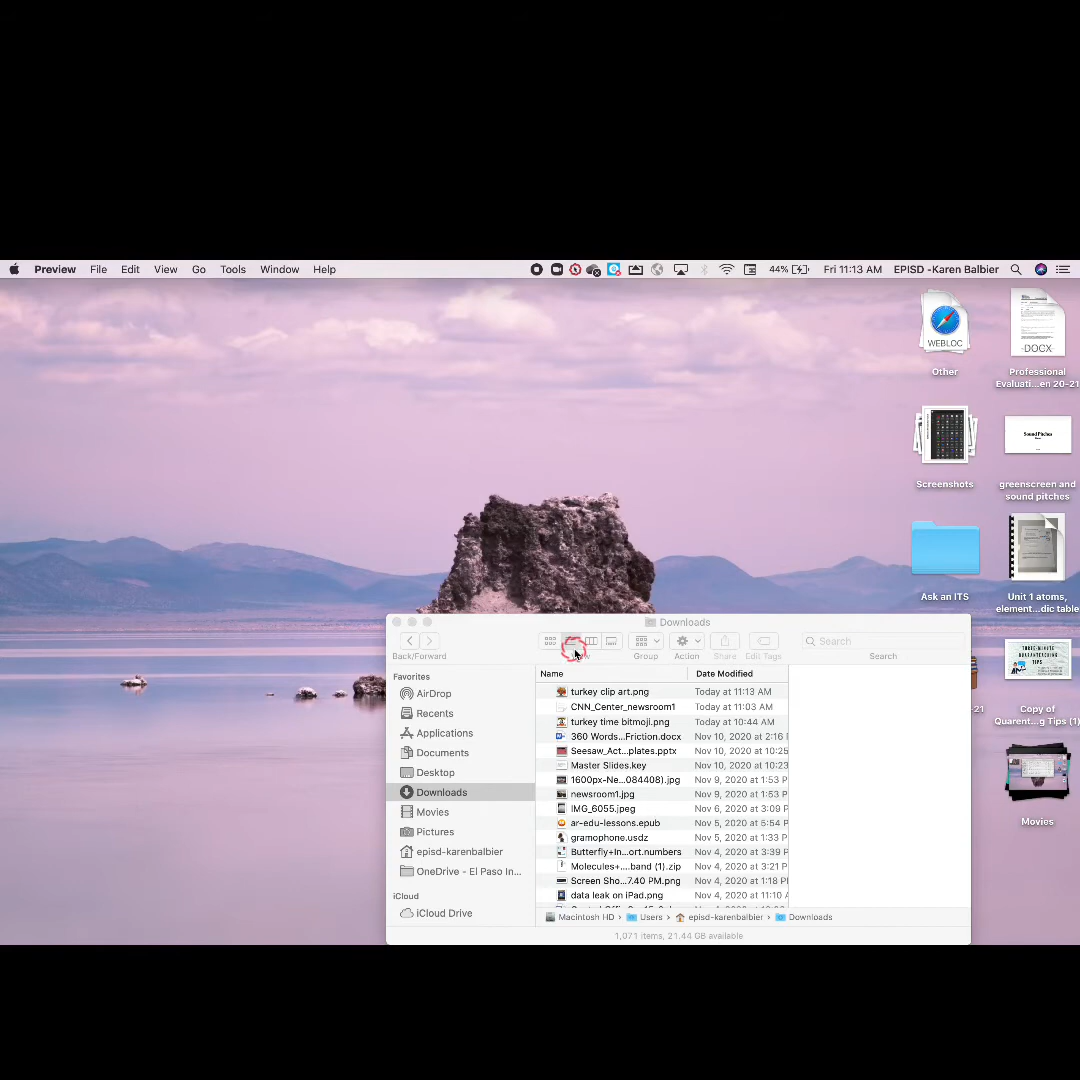 Preview File Edit View Go Tools Window Help 44% Fri 11:13 AM EPISD -Karen Balbier
WEBLOC
DOCX
Other
Professional
Evaluati...en 20-21
Sound Pitches
Screenshots
greenscreen and
sound pitches
Ask an ITS
Unit 1 atoms,
element...dic table
THREE-MINUTE
QUARANTEACHING
TIPS
-21
Copy of
Quarent...g Tips (1)
Movies
Downloads
Search
Back/Forward Group Action Share Edit Tags Search
Favorites
AirDrop
Recents
Applications
Documents
Desktop
Downloads
Movies
Pictures
episd-karenbalbier
OneDrive - El Paso In...
iCloud
iCloud Drive
Name Date Modified
turkey clip art.png Today at 11:13 AM
CNN_Center_newsroom1 Today at 11:03 AM
turkey time bitmoji.png Today at 10:44 AM
360 Words...Friction.docx Nov 10, 2020 at 2:16
Seesaw_Act...plates.pptx Nov 10, 2020 at 10:25
Master Slides.key Nov 10, 2020 at 10:23
1600px-Ne...084408).jpg Nov 9, 2020 at 1:53 P
newsroom1.jpg Nov 9, 2020 at 1:53 P
IMG_6055.jpeg Nov 6, 2020 at 3:09 P
ar-edu-lessons.epub Nov 5, 2020 at 5:54 P
gramophone.usdz Nov 5, 2020 at 1:33 P
Butterfly+In...ort.numbers Nov 4, 2020 at 3:39 P
Molecules+....band (1).zip Nov 4, 2020 at 3:21 P
Screen Sho...7.40 PM.png Nov 4, 2020 at 1:18 P
data leak on iPad.png Nov 4, 2020 at 11:10
Macintosh HD › Users › episd-karenbalbier › Downloads
1,071 items, 21.44 GB available